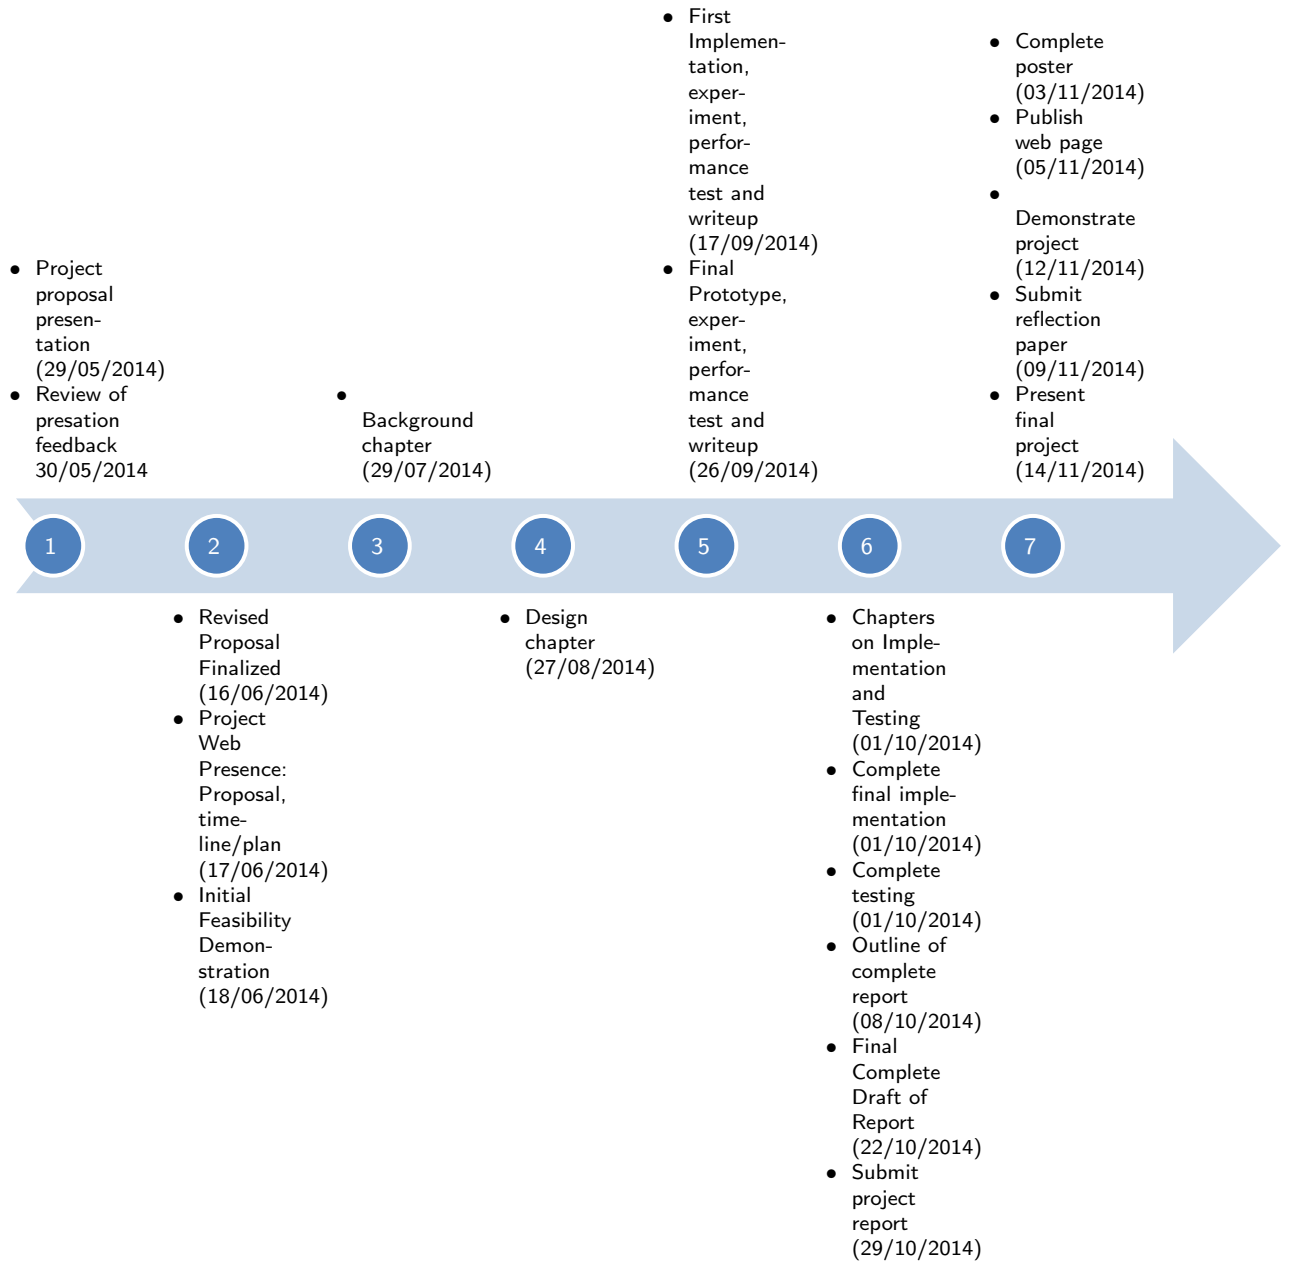 • Project
proposal
presen-
tation
(29/05/2014)
• Review of
presation
feedback
30/05/2014
•
Background
chapter
(29/07/2014)
• First
Implemen-
tation,
exper-
iment,
perfor-
mance
test and
writeup
(17/09/2014)
• Final
Prototype,
exper-
iment,
perfor-
mance
test and
writeup
(26/09/2014)
• Complete
poster
(03/11/2014)
• Publish
web page
(05/11/2014)
•
Demonstrate
project
(12/11/2014)
• Submit
reflection
paper
(09/11/2014)
• Present
final
project
(14/11/2014)
1 2 3 4 5 6 7
• Revised
Proposal
Finalized
(16/06/2014)
• Project
Web
Presence:
Proposal,
time-
line/plan
(17/06/2014)
• Initial
Feasibility
Demon-
stration
(18/06/2014)
• Design
chapter
(27/08/2014)
• Chapters
on Imple-
mentation
and
Testing
(01/10/2014)
• Complete
final imple-
mentation
(01/10/2014)
• Complete
testing
(01/10/2014)
• Outline of
complete
report
(08/10/2014)
• Final
Complete
Draft of
Report
(22/10/2014)
• Submit
project
report
(29/10/2014)